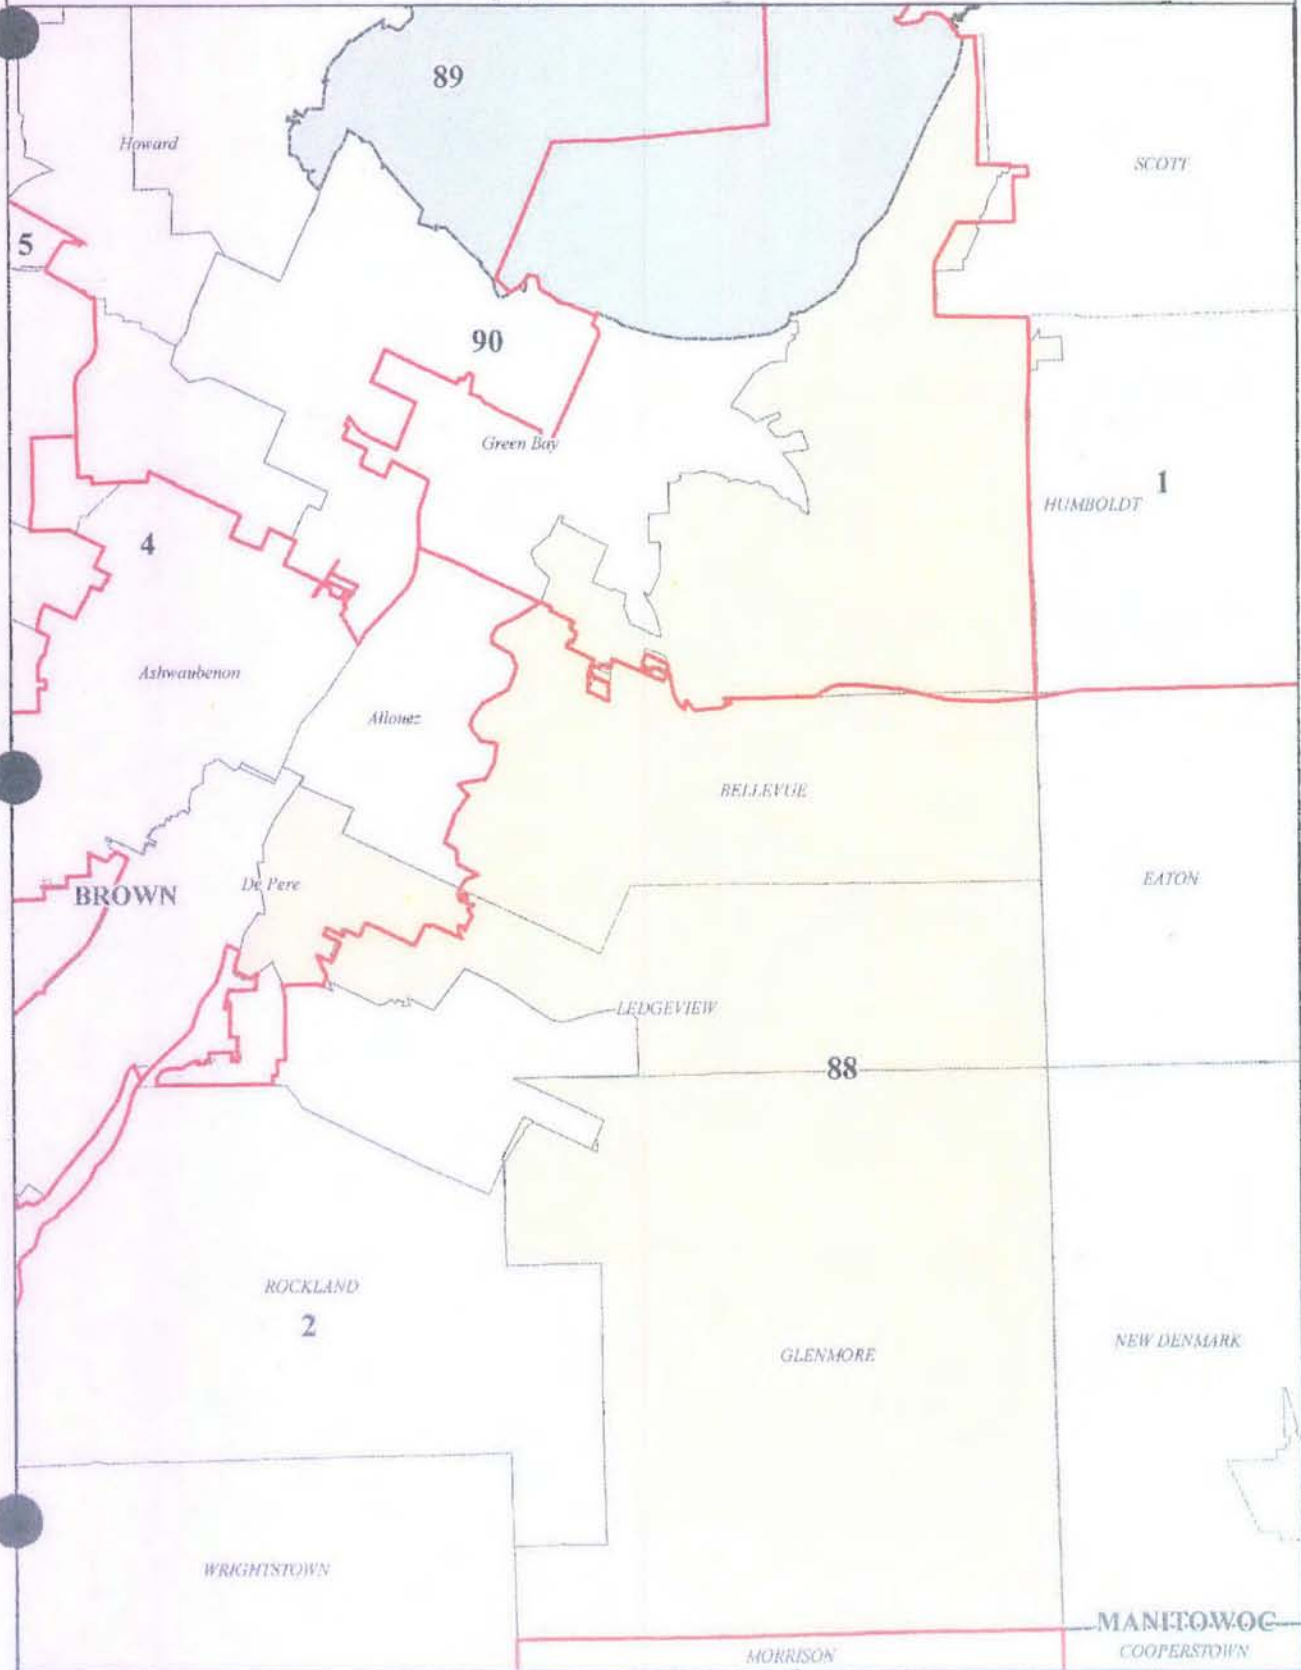 89
Howard
SCOTT
5
90
Green Bay
1
HUMBOLDT
4
Ashwaubenon
Allouez
BELLEVUE
EATON
De Pere
BROWN
LEDGEVIEW
88
ROCKLAND
2
NEW DENMARK
GLENMORE
WRIGHTSTOWN
MANITOWOC
MORRISON
COOPERSTOWN